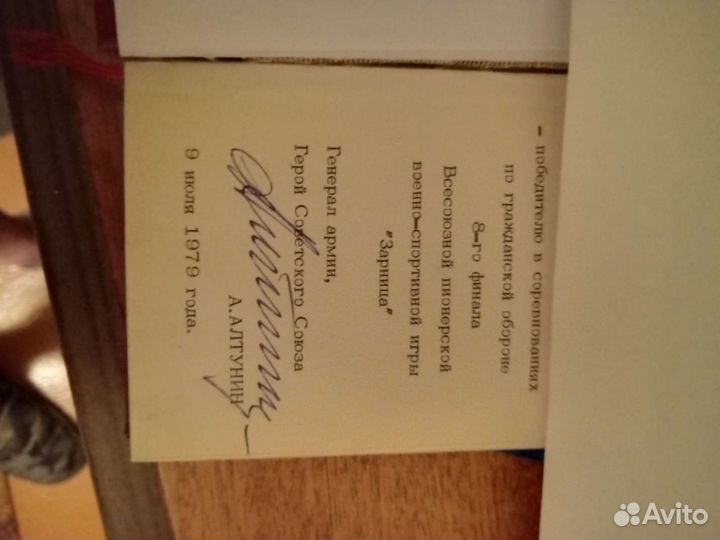 - победителю в соревнованиях
по гражданской обороне
8-го финала
Всесоюзной пионерской
военно-спортивной игры
"Зарница"
Генерал армии,
Герой Советского Союза
А.АЛТУНИН
9 июля 1979 года.
Avito